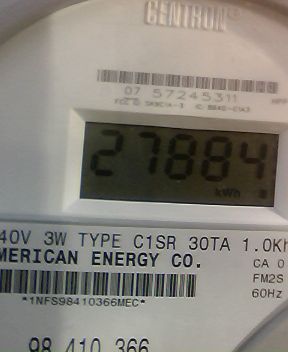 CENTRON®
07 57245311
27884
kWh
40V 3W TYPE C1SR 30TA 1.0Kh
MERICAN ENERGY CO.
CA 0
FM2S
60Hz
*1NFS98410366MEC*
98 410 366